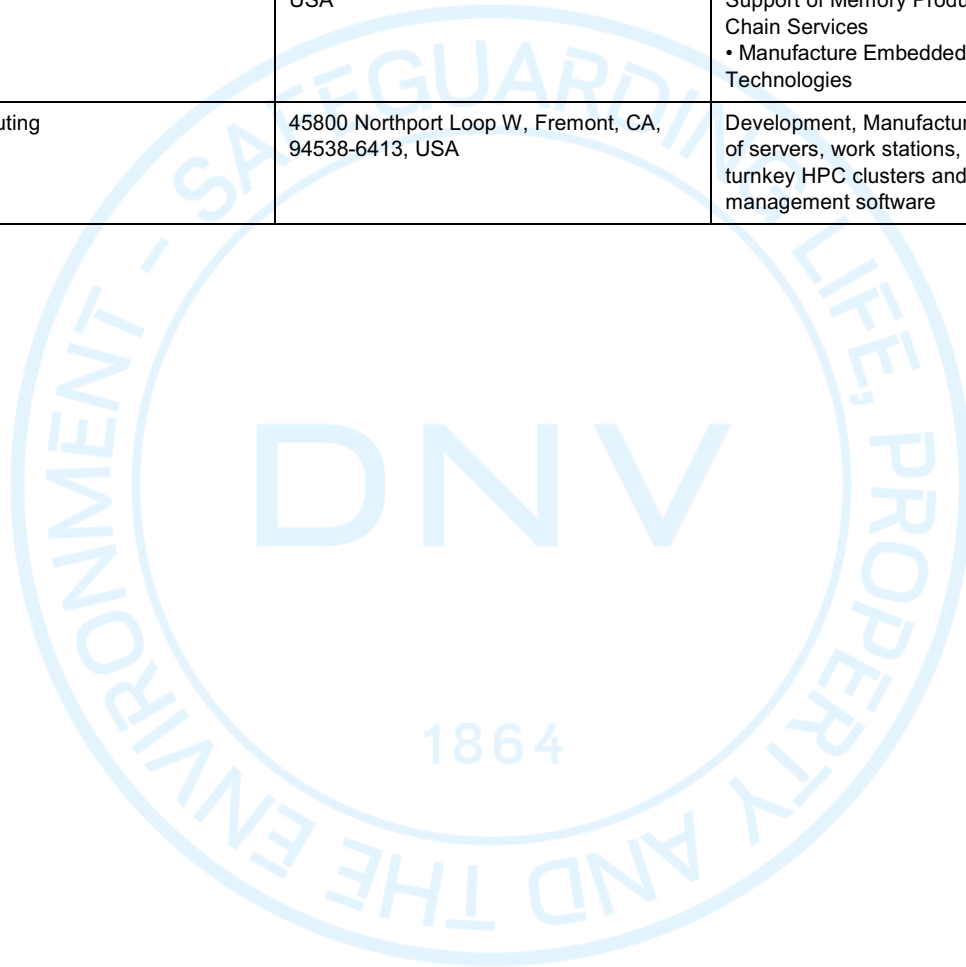 USA
Support of Memory Produ
Chain Services
• Manufacture Embedded
Technologies
uting
45800 Northport Loop W, Fremont, CA,
94538-6413, USA
Development, Manufactur
of servers, work stations,
turnkey HPC clusters and
management software
SAFEGUARDING LIFE, PROPERTY AND THE ENVIRONMENT -
DNV
1864